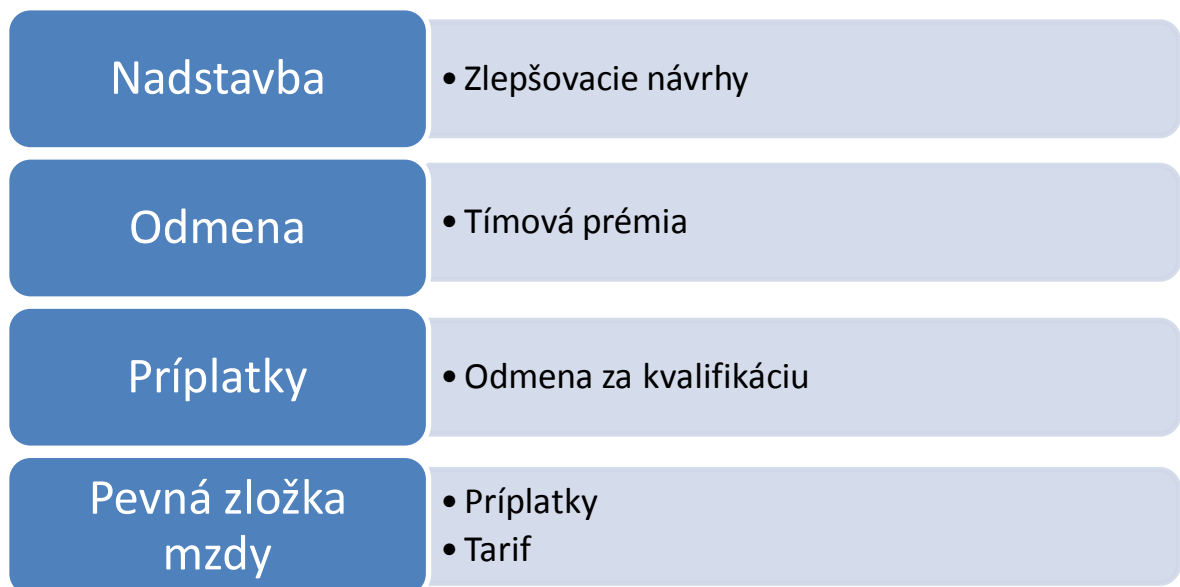 Nadstavba
• Zlepšovacie návrhy
Odmena
• Tímová prémia
Príplatky
• Odmena za kvalifikáciu
Pevná zložka
mzdy
• Príplatky
• Tarif